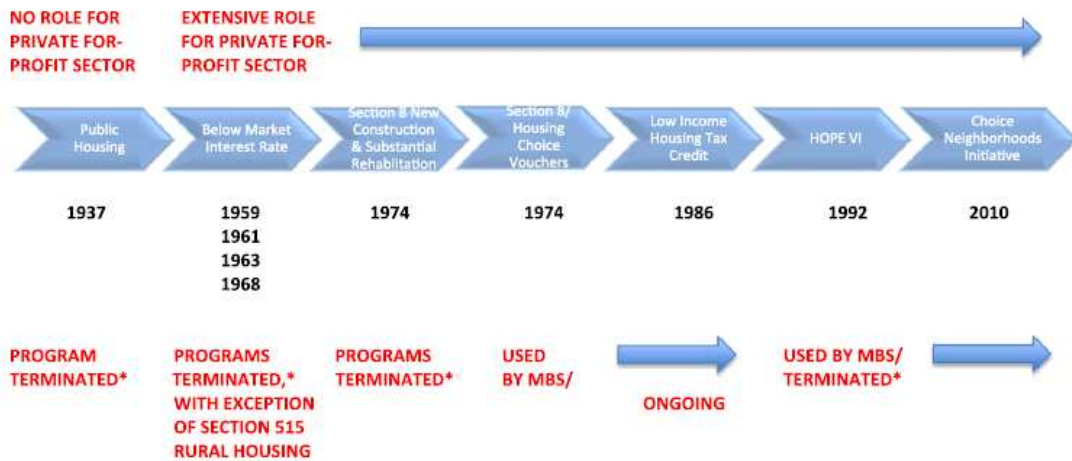 NO ROLE FOR
PRIVATE FOR-
PROFIT SECTOR
EXTENSIVE ROLE
FOR PRIVATE FOR-
PROFIT SECTOR
Public
Housing
Below Market
Interest Rate
Section 8 New
Construction
& Substantial
Rehablitation
Section 8/
Housing
Choice
Vouchers
Low Income
Housing Tax
Credit
HOPE VI
Choice
Neighborhoods
Initiative
1937
1959
1961
1963
1968
1974
1974
1986
1992
2010
PROGRAM
TERMINATED*
PROGRAMS
TERMINATED,*
WITH EXCEPTION
OF SECTION 515
RURAL HOUSING
PROGRAMS
TERMINATED*
USED
BY MBS/
ONGOING
USED BY MBS/
TERMINATED*